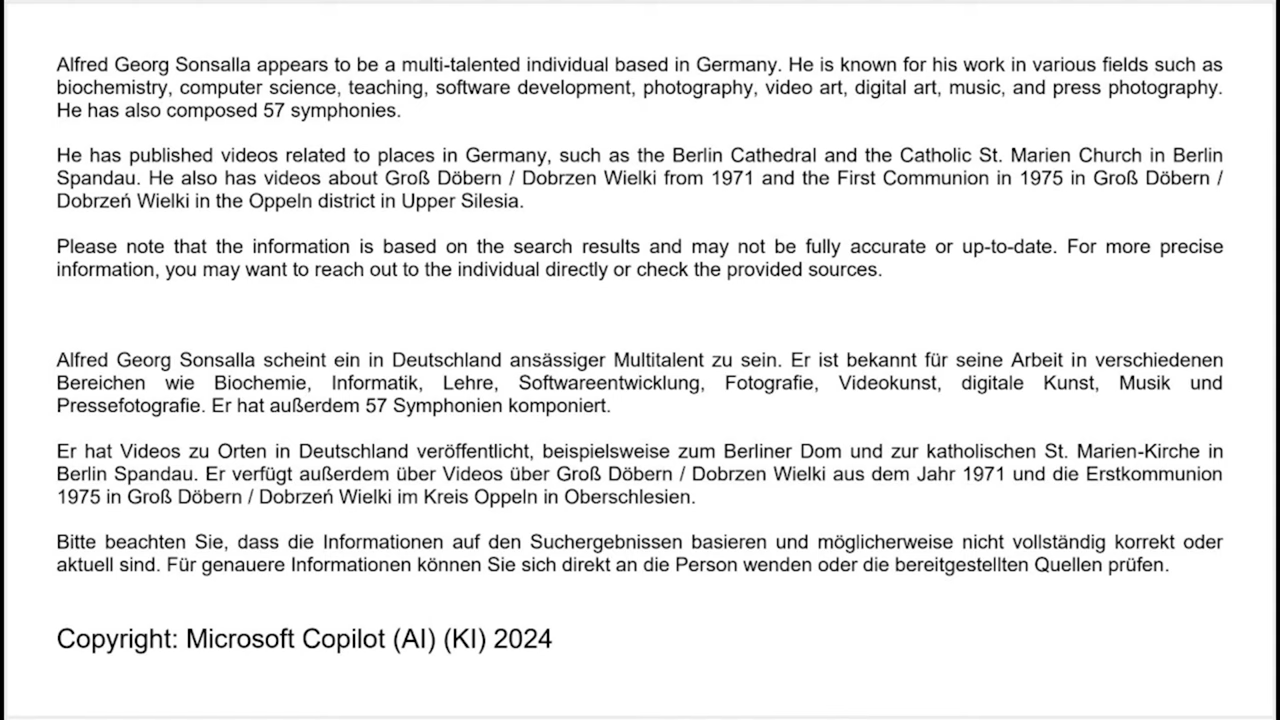 Alfred Georg Sonsalla appears to be a multi-talented individual based in Germany. He is known for his work in various fields such as
biochemistry, computer science, teaching, software development, photography, video art, digital art, music, and press photography.
He has also composed 57 symphonies.
He has published videos related to places in Germany, such as the Berlin Cathedral and the Catholic St. Marien Church in Berlin
Spandau. He also has videos about Groß Döbern / Dobrzen Wielki from 1971 and the First Communion in 1975 in Groß Döbern /
Dobrzeń Wielki in the Oppeln district in Upper Silesia.
Please note that the information is based on the search results and may not be fully accurate or up-to-date. For more precise
information, you may want to reach out to the individual directly or check the provided sources.
Alfred Georg Sonsalla scheint ein in Deutschland ansässiger Multitalent zu sein. Er ist bekannt für seine Arbeit in verschiedenen
Bereichen wie Biochemie, Informatik, Lehre, Softwareentwicklung, Fotografie, Videokunst, digitale Kunst, Musik und
Pressefotografie. Er hat außerdem 57 Symphonien komponiert.
Er hat Videos zu Orten in Deutschland veröffentlicht, beispielsweise zum Berliner Dom und zur katholischen St. Marien-Kirche in
Berlin Spandau. Er verfügt außerdem über Videos über Groß Döbern / Dobrzen Wielki aus dem Jahr 1971 und die Erstkommunion
1975 in Groß Döbern / Dobrzeń Wielki im Kreis Oppeln in Oberschlesien.
Bitte beachten Sie, dass die Informationen auf den Suchergebnissen basieren und möglicherweise nicht vollständig korrekt oder
aktuell sind. Für genauere Informationen können Sie sich direkt an die Person wenden oder die bereitgestellten Quellen prüfen.
Copyright: Microsoft Copilot (AI) (KI) 2024